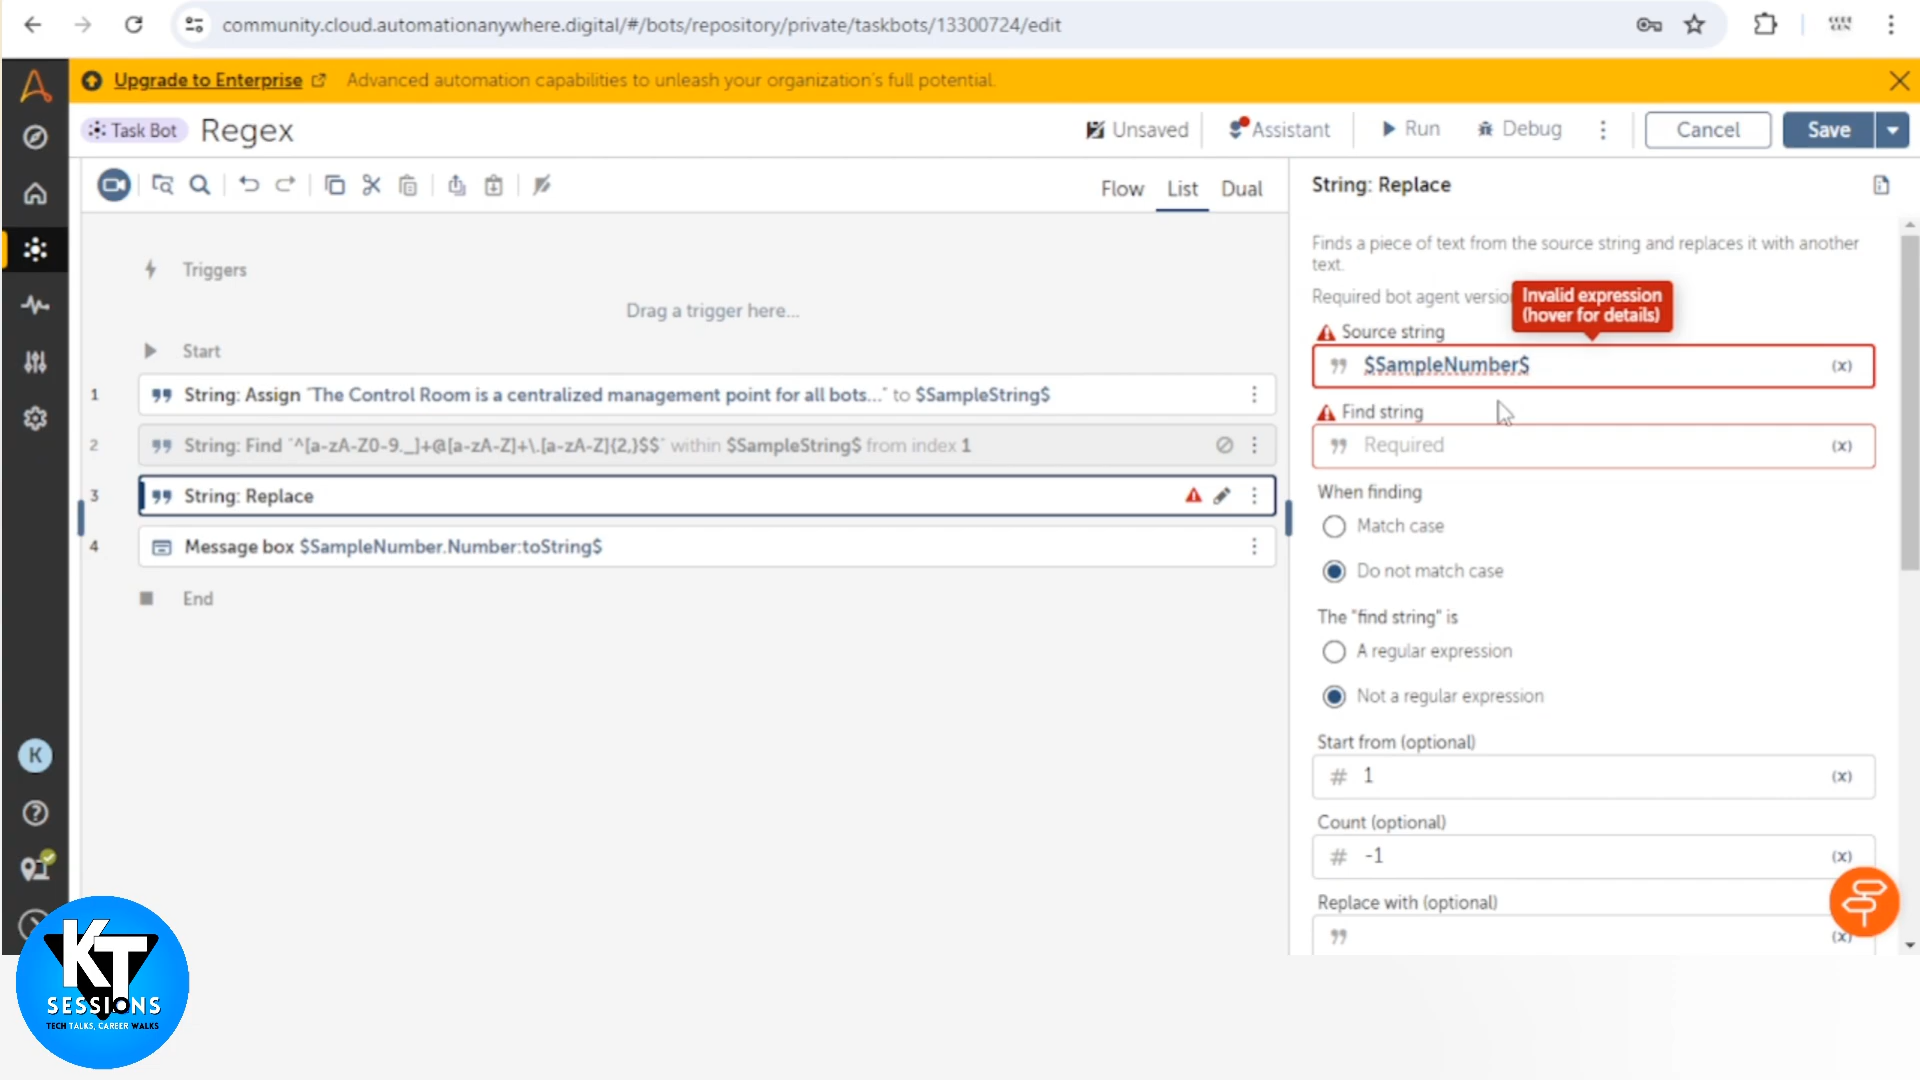 community.cloud.automationanywhere.digital/#/bots/repository/private/taskbots/13300724/edit
Upgrade to Enterprise Advanced automation capabilities to unleash your organization's full potential.
Task Bot Regex Unsaved Assistant Run Debug Cancel Save
Flow List Dual
String: Replace
Finds a piece of text from the source string and replaces it with another
text.
Required bot agent versio
Invalid expression
(hover for details)
Source string
$SampleNumber$ (x)
Find string
Required (x)
When finding
Match case
Do not match case
The "find string" is
A regular expression
Not a regular expression
Start from (optional)
# 1 (x)
Count (optional)
# -1 (x)
Replace with (optional)
(x)
Triggers
Drag a trigger here...
Start
1 String: Assign "The Control Room is a centralized management point for all bots..." to $SampleString$
2 String: Find "^[a-zA-Z0-9._]+@[a-zA-Z]+\.[a-zA-Z]{2,}$$" within $SampleString$ from index 1
3 String: Replace
4 Message box $SampleNumber.Number:toString$
End
K
KT
SESSIONS
TECH TALKS, CAREER WALKS